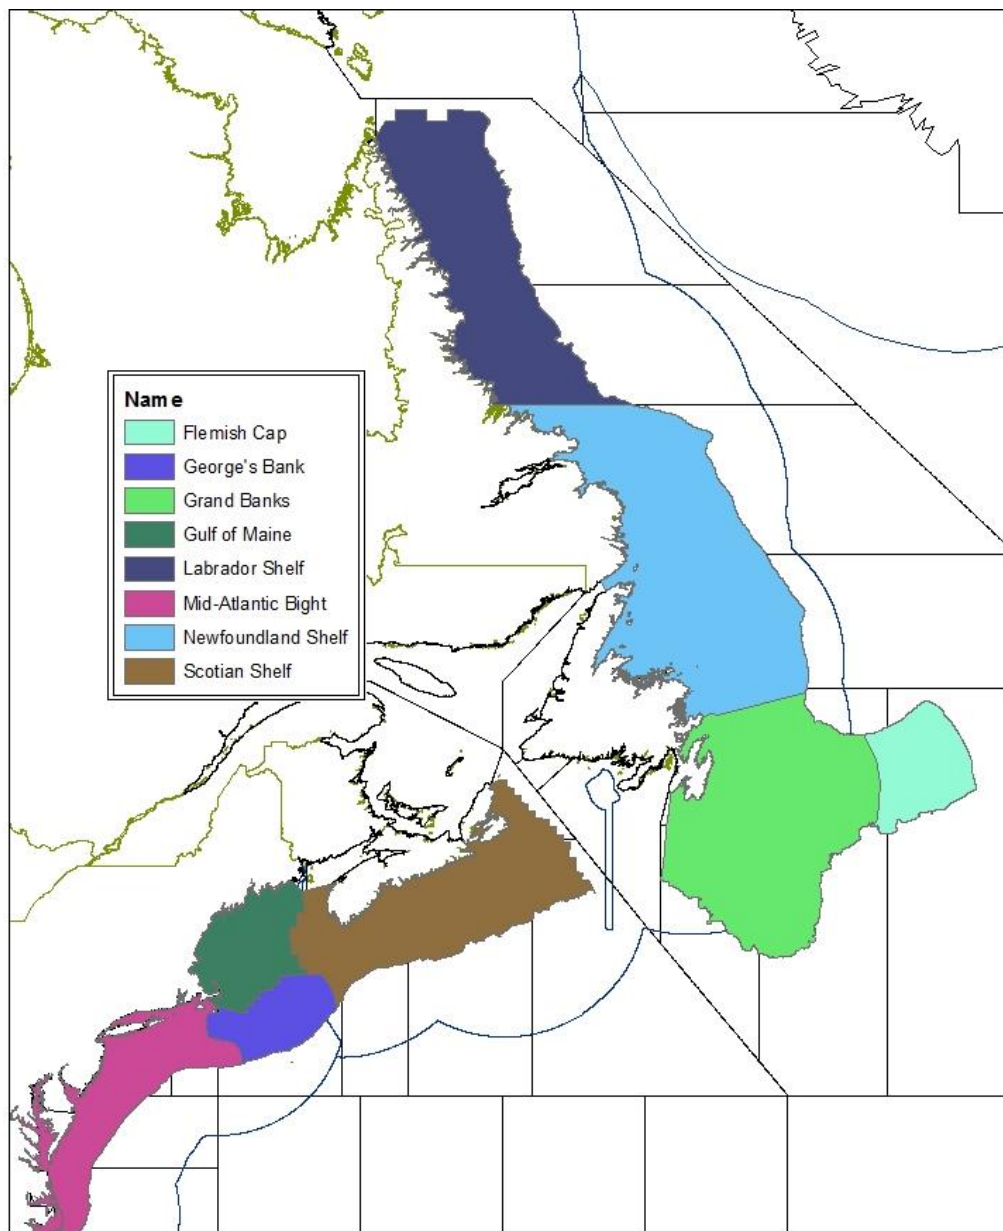 Name
Flemish Cap
George's Bank
Grand Banks
Gulf of Maine
Labrador Shelf
Mid-Atlantic Bight
Newfoundland Shelf
Scotian Shelf